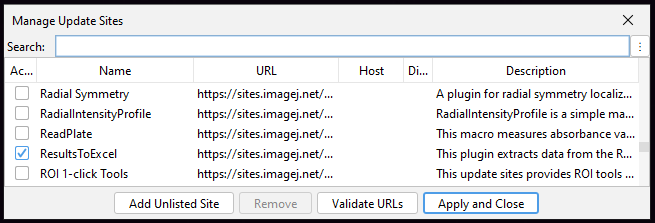 Manage Update Sites
Search:
Ac... Name URL Host Di... Description
Radial Symmetry https://sites.imagej.net/... A plugin for radial symmetry localiz...
RadialIntensityProfile https://sites.imagej.net/... RadialIntensityProfile is a simple ma...
ReadPlate https://sites.imagej.net/... This macro measures absorbance va...
ResultsToExcel https://sites.imagej.net/... This plugin extracts data from the R...
ROI 1-click Tools https://sites.imagej.net/... This update sites provides ROI tools ...
Add Unlisted Site Remove Validate URLs Apply and Close